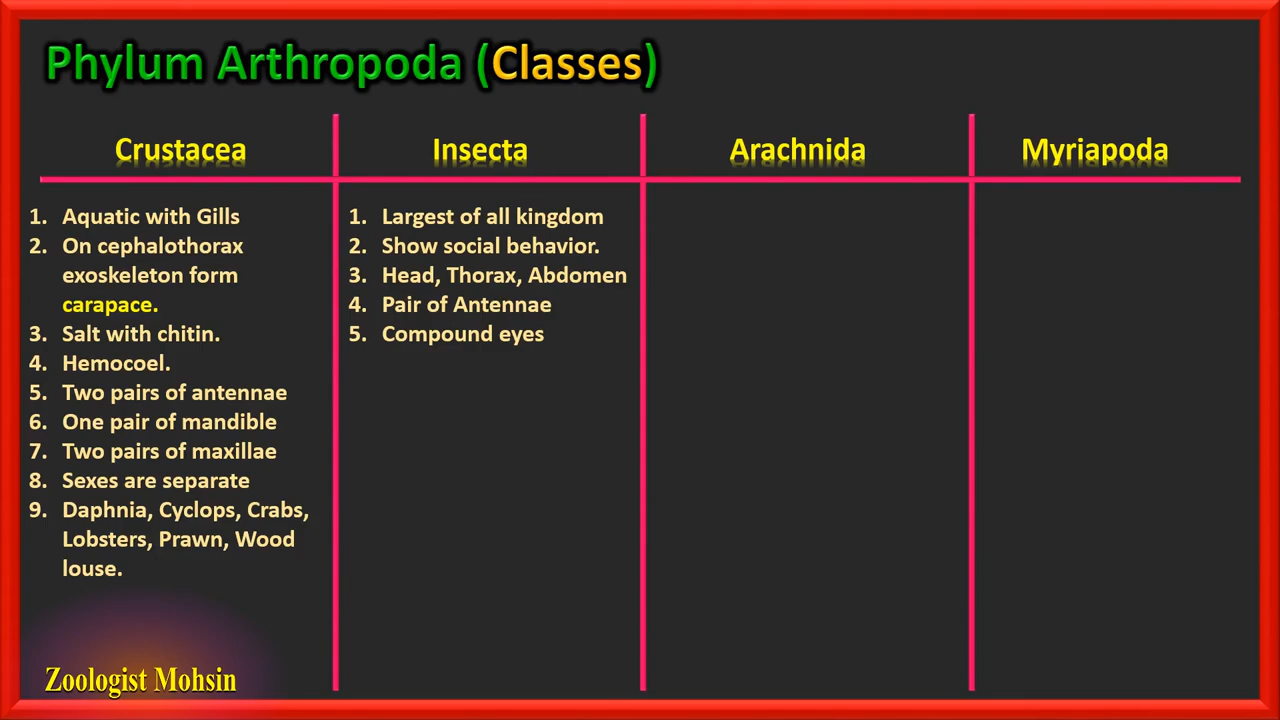 Phylum Arthropoda (Classes)
Crustacea
1. Aquatic with Gills
2. On cephalothorax
exoskeleton form
carapace.
3. Salt with chitin.
4. Hemocoel.
5. Two pairs of antennae
6. One pair of mandible
7. Two pairs of maxillae
8. Sexes are separate
9. Daphnia, Cyclops, Crabs,
Lobsters, Prawn, Wood
louse.
Insecta
1. Largest of all kingdom
2. Show social behavior.
3. Head, Thorax, Abdomen
4. Pair of Antennae
5. Compound eyes
Arachnida
Myriapoda
Zoologist Mohsin